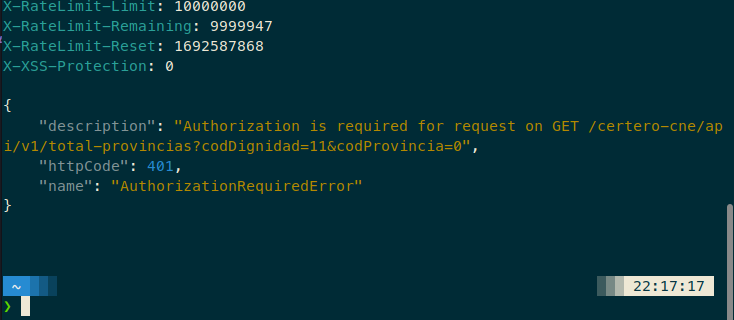 X-RateLimit-Limit: 10000000
X-RateLimit-Remaining: 9999947
X-RateLimit-Reset: 1692587868
X-XSS-Protection: 0
{
"description": "Authorization is required for request on GET /certero-cne/ap
i/v1/total-provincias?codDignidad=11&codProvincia=0",
"httpCode": 401,
"name": "AuthorizationRequiredError"
}
~ 22:17:17
❯